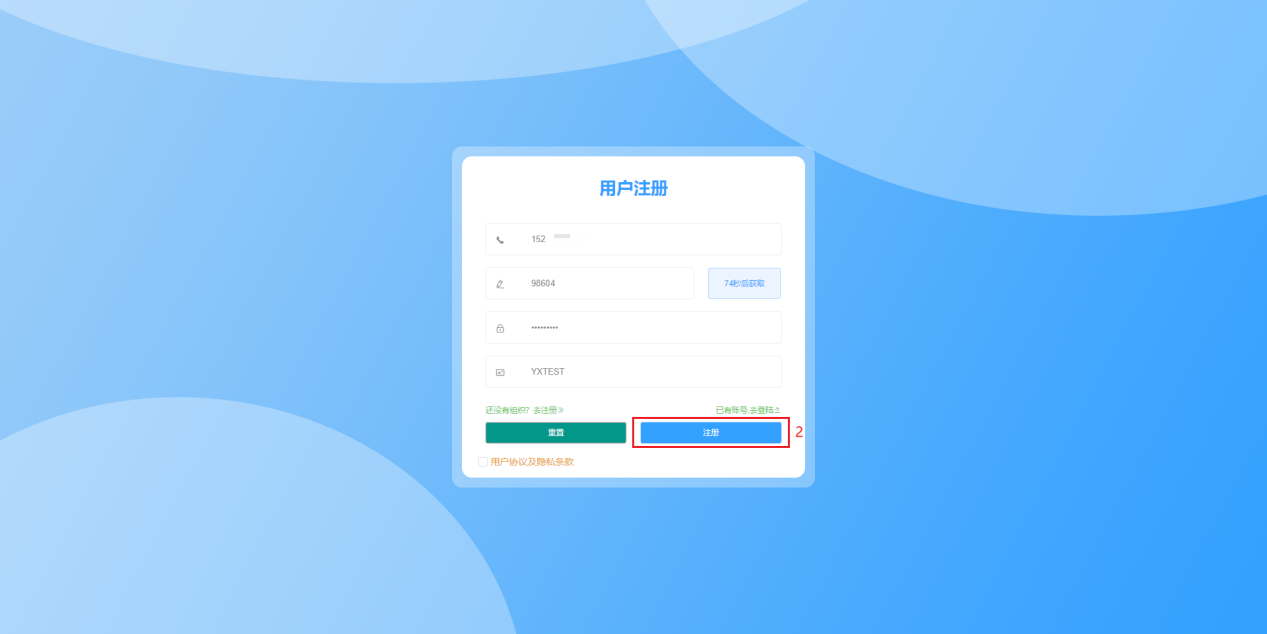 用户注册
152
98604
74秒后获取
•••••••••
YXTEST
还没有组织? 去注册
已有账号,去登陆
重置
注册
2
用户协议及隐私条款